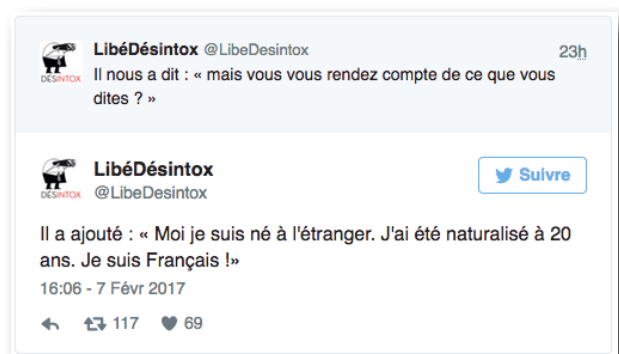 LibéDésintox @LibeDesintox 23h
Il nous a dit : « mais vous vous rendez compte de ce que vous
dites ? »
DÉSINTOX
LibéDésintox
@LibeDesintox
Suivre
DÉSINTOX
Il a ajouté : « Moi je suis né à l'étranger. J'ai été naturalisé à 20
ans. Je suis Français !»
16:06 - 7 Févr 2017
117 69